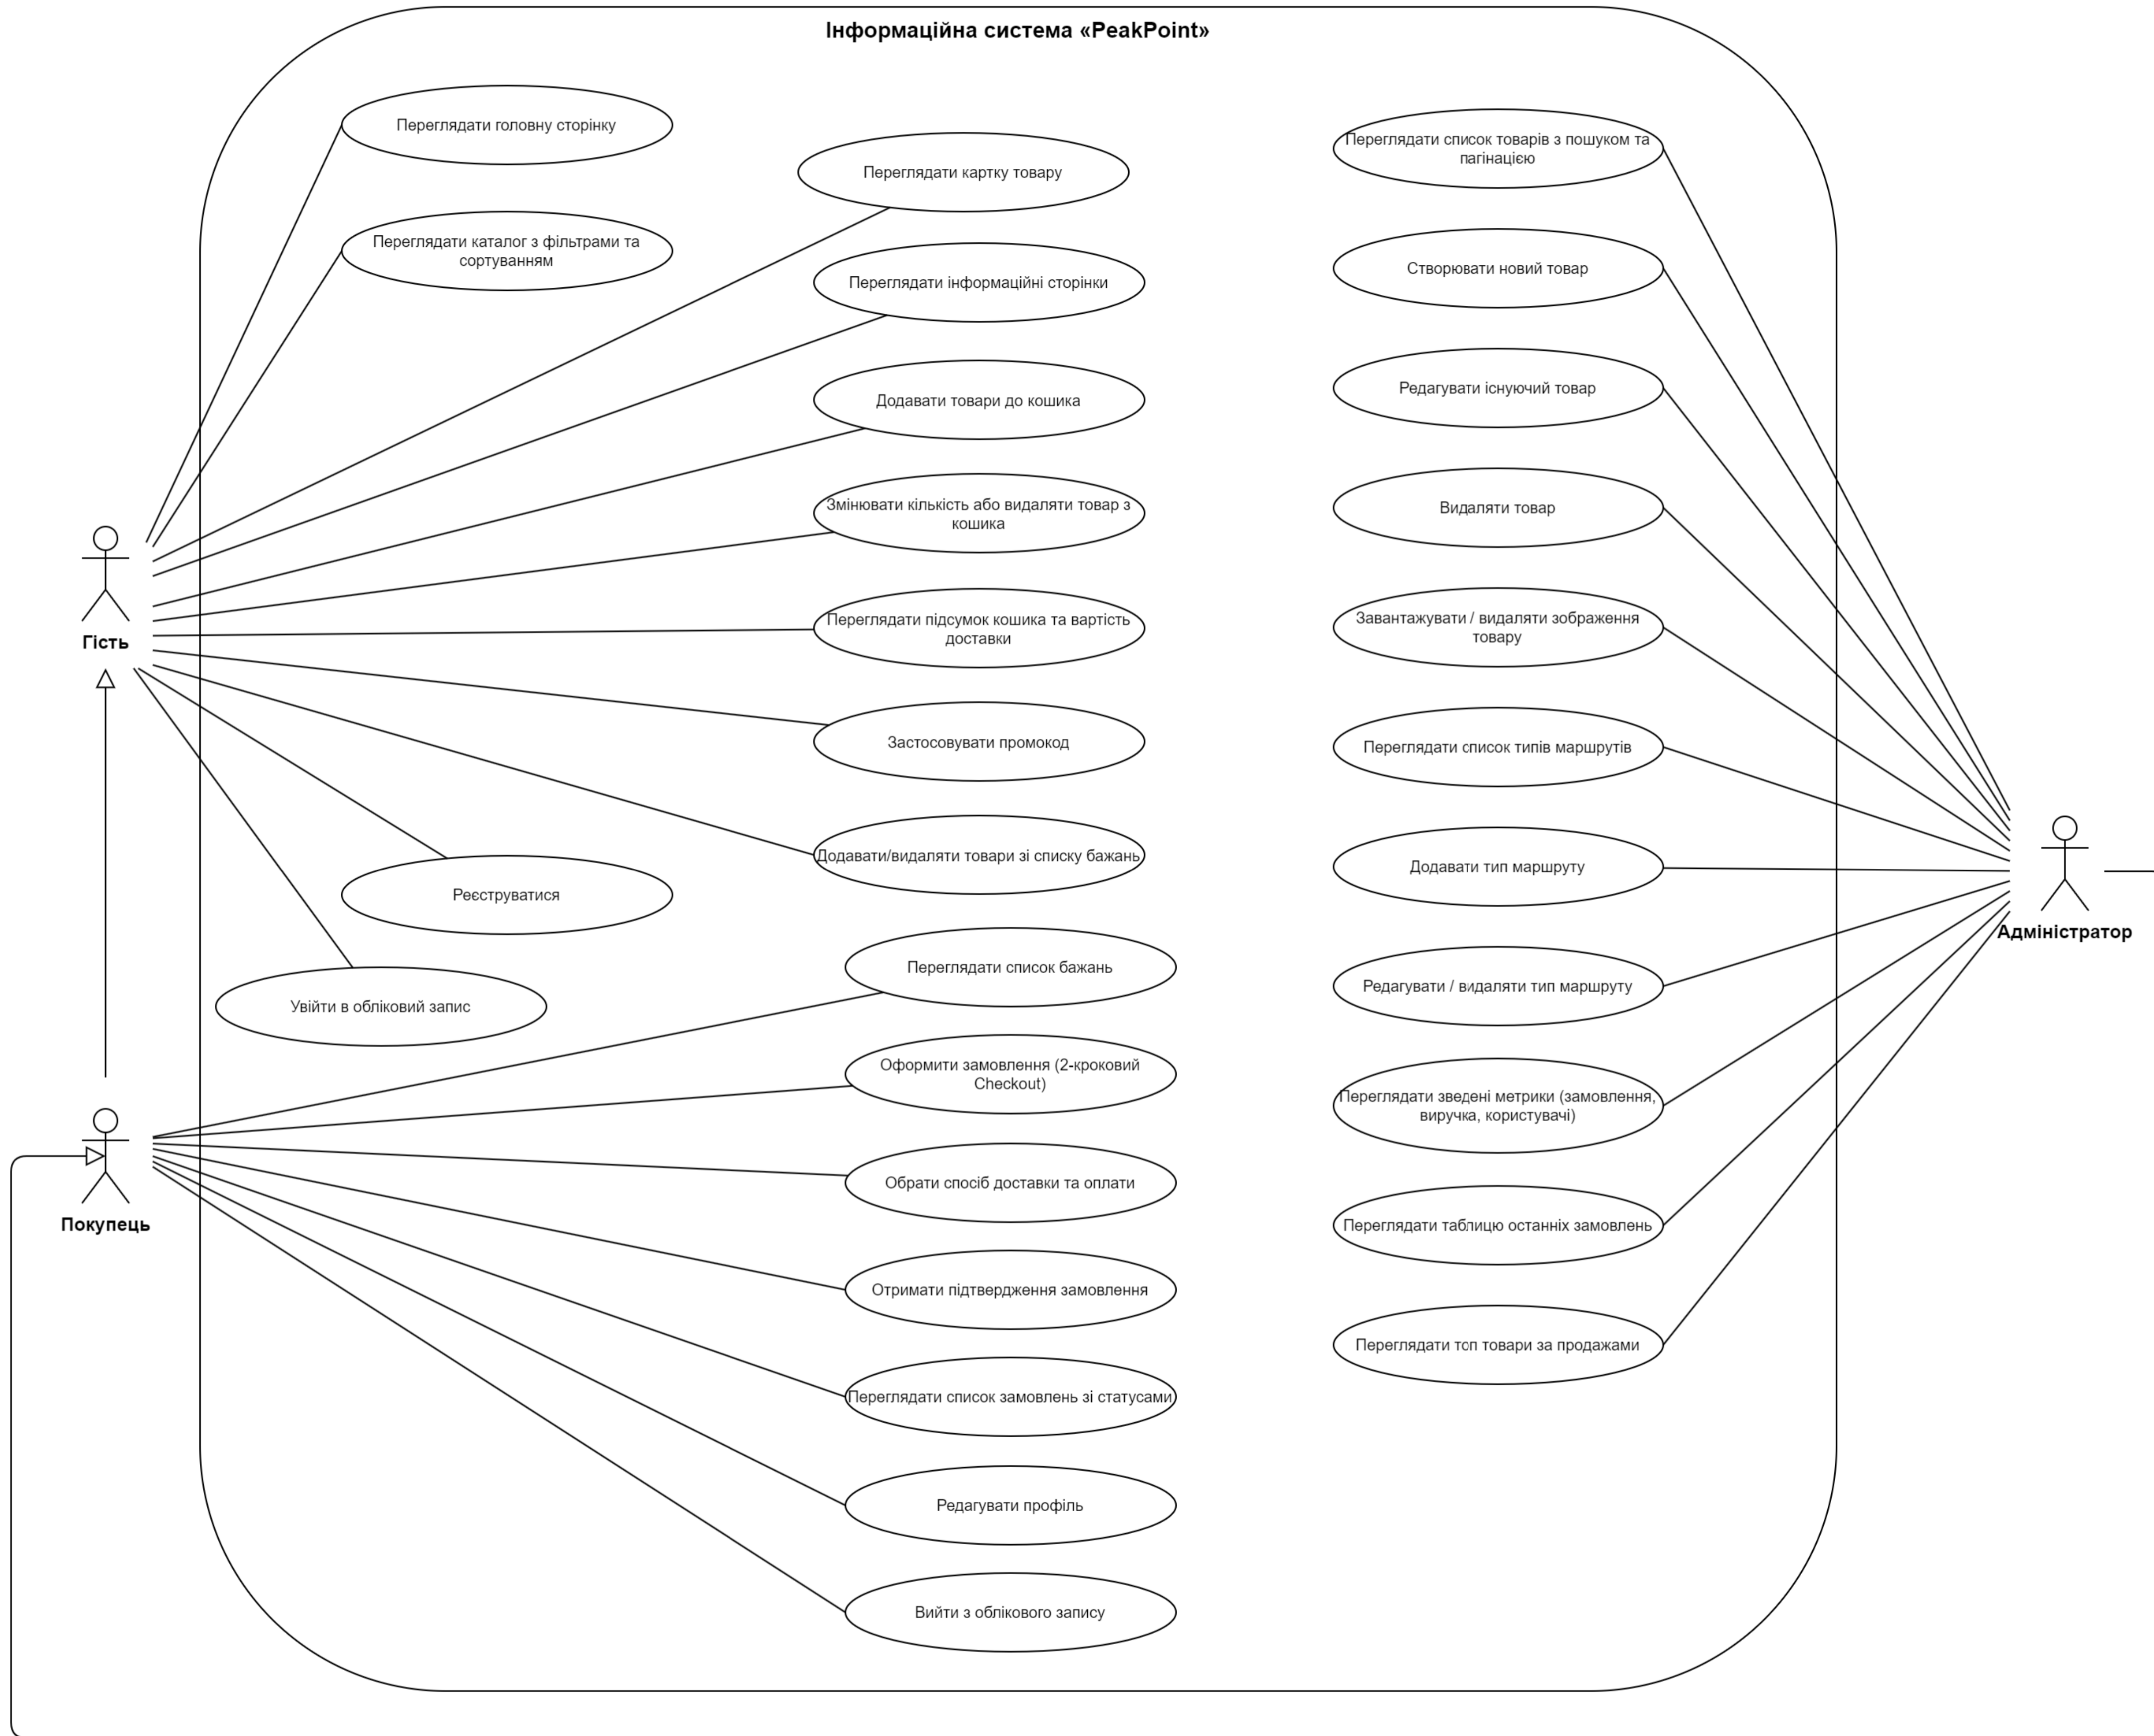 Інформаційна система «PeakPoint»
Переглядати головну сторінку
Переглядати каталог з фільтрами та
сортуванням
Переглядати картку товару
Переглядати інформаційні сторінки
Додавати товари до кошика
Змінювати кількість або видаляти товар з
кошика
Переглядати підсумок кошика та вартість
доставки
Застосовувати промокод
Додавати/видаляти товари зі списку бажань
Гість
Реєструватися
Увійти в обліковий запис
Переглядати список бажань
Оформити замовлення (2-кроковий
Checkout)
Обрати спосіб доставки та оплати
Покупець
Отримати підтвердження замовлення
Переглядати список замовлень зі статусами
Редагувати профіль
Вийти з облікового запису
Переглядати список товарів з пошуком та
пагінацією
Створювати новий товар
Редагувати існуючий товар
Видаляти товар
Завантажувати / видаляти зображення
товару
Переглядати список типів маршрутів
Додавати тип маршруту
Редагувати / видаляти тип маршруту
Переглядати зведені метрики (замовлення,
виручка, користувачі)
Переглядати таблицю останніх замовлень
Переглядати топ товари за продажами
Адміністратор